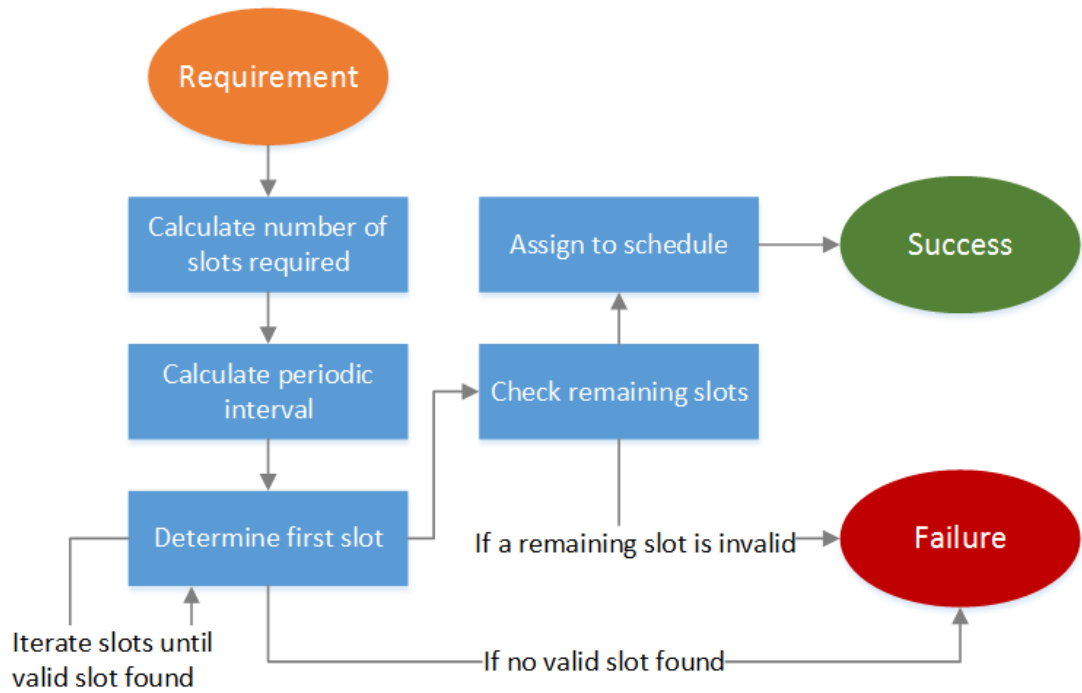 Requirement
Calculate number of
slots required
Calculate periodic
interval
Determine first slot
Iterate slots until
valid slot found
Assign to schedule
Check remaining slots
If a remaining slot is invalid
If no valid slot found
Success
Failure